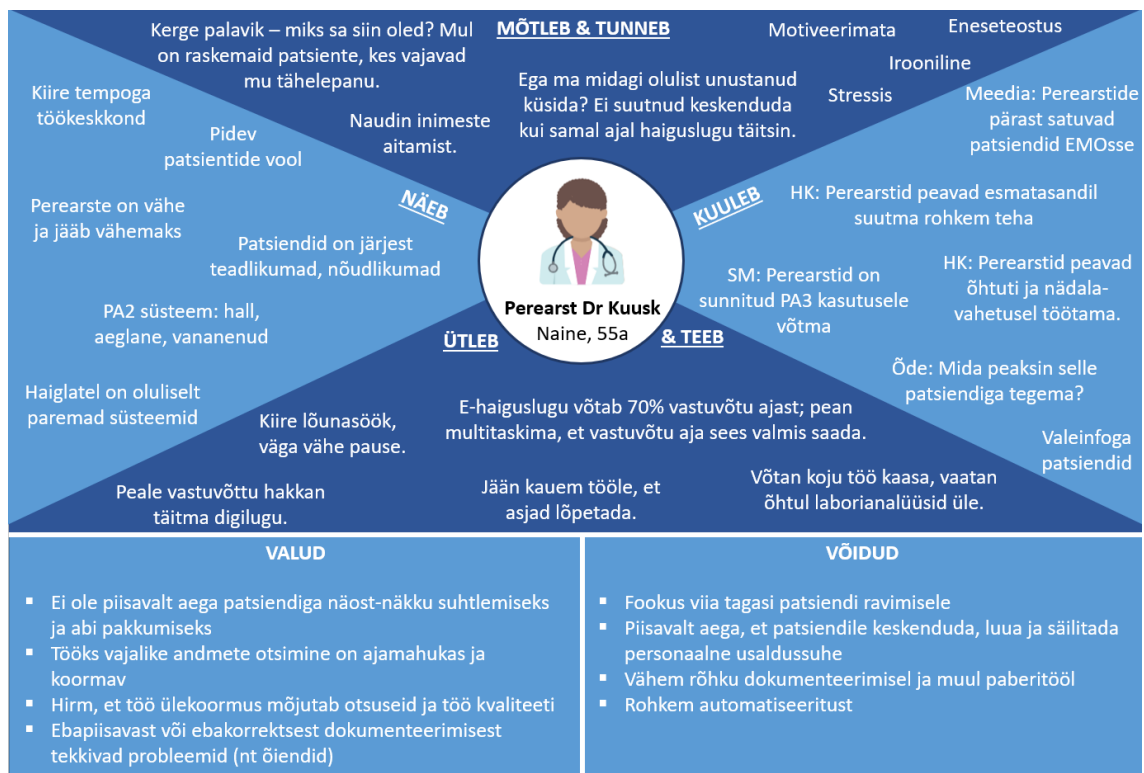 MÕTLEB & TUNNEB
Kerge palavik – miks sa siin oled? Mul
on raskemaid patsiente, kes vajavad
mu tähelepanu.
Naudin inimeste
aitamist.
Ega ma midagi olulist unustanud
küsida? Ei suutnud keskenduda
kui samal ajal haiguslugu täitsin.
Motiveerimata
Eneseteostus
Irooniline
Stressis
NÄEB
Kiire tempoga
töökeskkond
Pidev
patsientide vool
Perearste on vähe
ja jääb vähemaks
Patsiendid on järjest
teadlikumad, nõudlikumad
PA2 süsteem: hall,
aeglane, vananenud
Haiglatel on oluliselt
paremad süsteemid
Perearst Dr Kuusk
Naine, 55a
KUULEB
Meedia: Perearstide
pärast satuvad
patsiendid EMOsse
HK: Perearstid peavad esmatasandil
suutma rohkem teha
SM: Perearstid on
sunnitud PA3 kasutusele
võtma
HK: Perearstid peavad
õhtuti ja nädala-
vahetusel töötama.
Õde: Mida peaksin selle
patsiendiga tegema?
Valeinfoga
patsiendid
ÜTLEB
& TEEB
Kiire lõunasöök,
väga vähe pause.
E-haiguslugu võtab 70% vastuvõtu ajast; pean
multitaskima, et vastuvõtu aja sees valmis saada.
Peale vastuvõttu hakkan
täitma digilugu.
Jään kauem tööle, et
asjad lõpetada.
Võtan koju töö kaasa, vaatan
õhtul laborianalüüsid üle.
VALUD
▪ Ei ole piisavalt aega patsiendiga näost-näkku suhtlemiseks
ja abi pakkumiseks
▪ Tööks vajalike andmete otsimine on ajamahukas ja
koormav
▪ Hirm, et töö ülekoormus mõjutab otsuseid ja töö kvaliteeti
▪ Ebapiisavast või ebakorrektsest dokumenteerimisest
tekkivad probleemid (nt õiendid)
VÕIDUD
▪ Fookus viia tagasi patsiendi ravimisele
▪ Piisavalt aega, et patsiendile keskenduda, luua ja säilitada
personaalne usaldussuhe
▪ Vähem rõhku dokumenteerimisel ja muul paberitööl
▪ Rohkem automatiseeritust